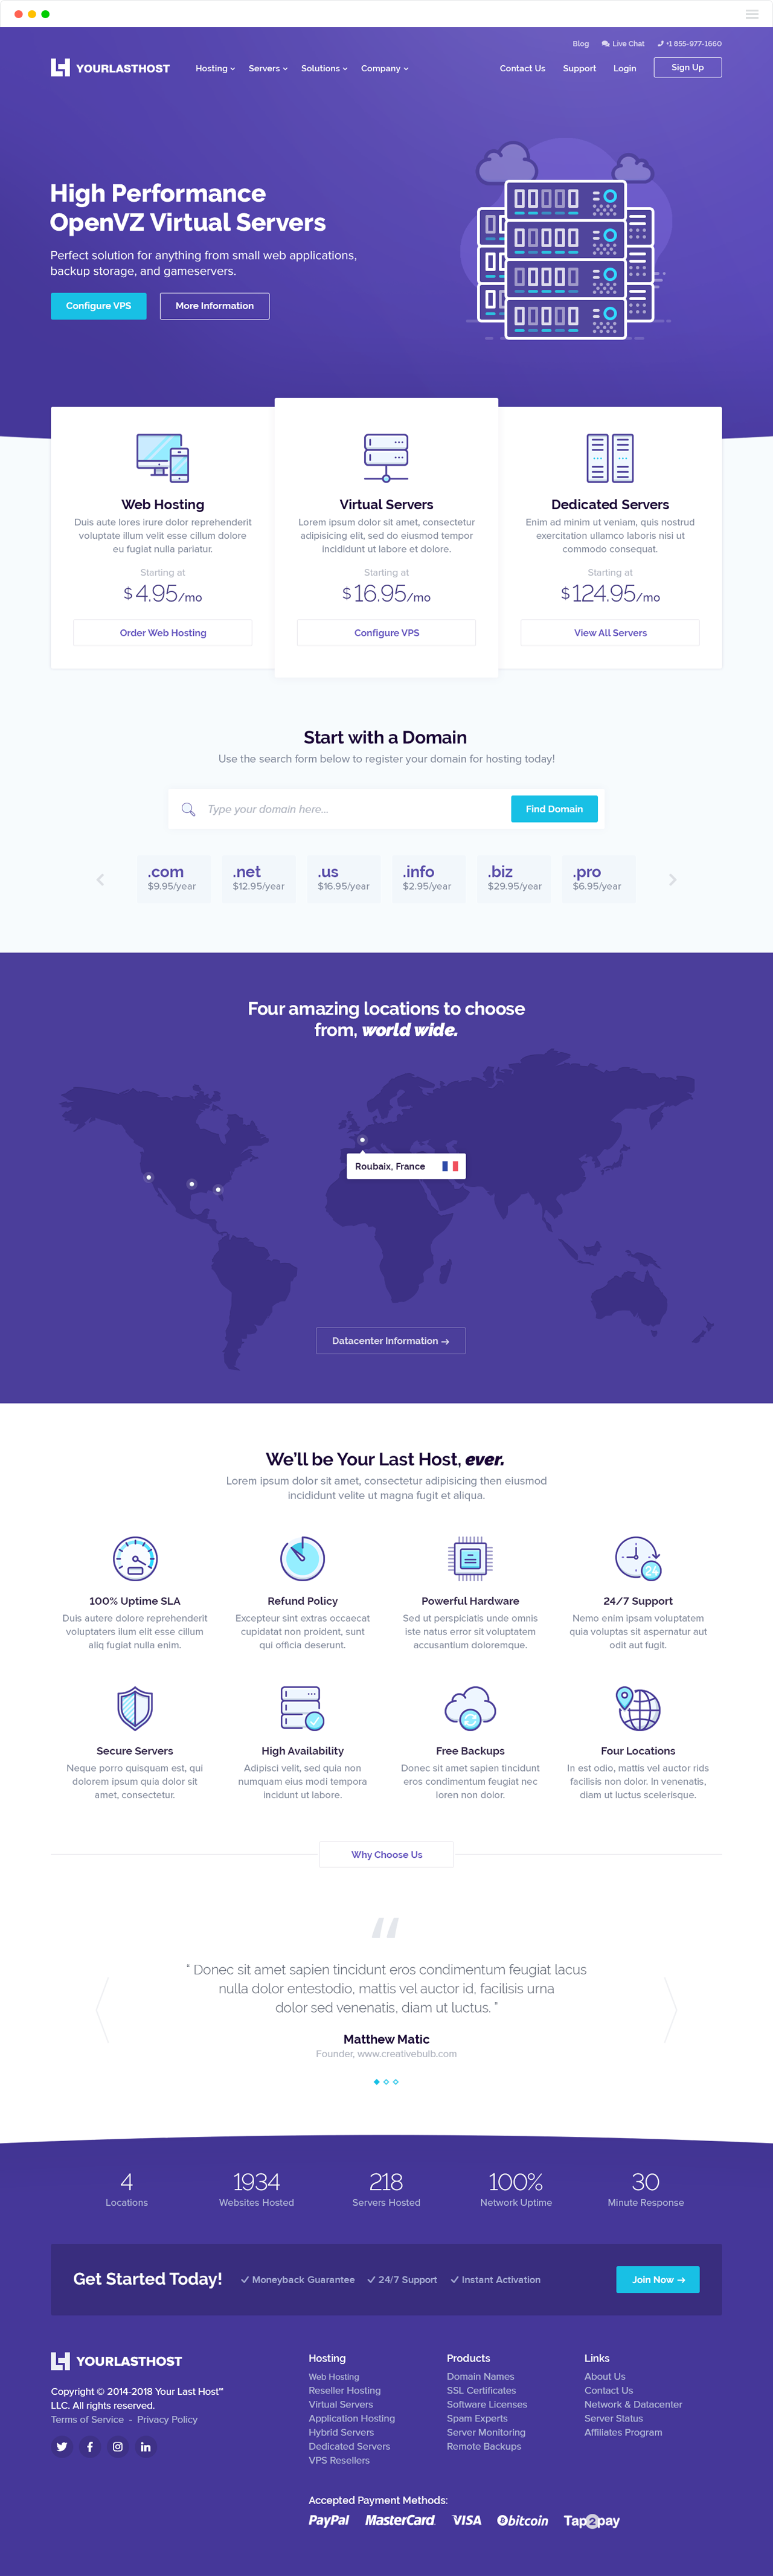 Blog Live Chat +1 855-977-1660
YOURLASTHOST Hosting Servers Solutions Company Contact Us Support Login Sign Up
High Performance
OpenVZ Virtual Servers
Perfect solution for anything from small web applications,
backup storage, and gameservers.
Configure VPS More Information
Web Hosting
Duis aute lores irure dolor reprehenderit
voluptate illum velit esse cillum dolore
eu fugiat nulla pariatur.
Starting at
$4.95/mo
Order Web Hosting
Virtual Servers
Lorem ipsum dolor sit amet, consectetur
adipisicing elit, sed do eiusmod tempor
incididunt ut labore et dolore.
Starting at
$16.95/mo
Configure VPS
Dedicated Servers
Enim ad minim ut veniam, quis nostrud
exercitation ullamco laboris nisi ut
commodo consequat.
Starting at
$124.95/mo
View All Servers
Start with a Domain
Use the search form below to register your domain for hosting today!
Type your domain here...
Find Domain
.com
$9.95/year
.net
$12.95/year
.us
$16.95/year
.info
$2.95/year
.biz
$29.95/year
.pro
$6.95/year
Four amazing locations to choose
from, world wide.
Roubaix, France
Datacenter Information →
We'll be Your Last Host, ever.
Lorem ipsum dolor sit amet, consectetur adipisicing then eiusmod
incididunt velite ut magna fugit et aliqua.
100% Uptime SLA
Duis autere dolore reprehenderit
voluptaters ilum elit esse cillum
aliq fugiat nulla enim.
Refund Policy
Excepteur sint extras occaecat
cupidatat non proident, sunt
qui officia deserunt.
Powerful Hardware
Sed ut perspiciatis unde omnis
iste natus error sit voluptatem
accusantium doloremque.
24
24/7 Support
Nemo enim ipsam voluptatem
quia voluptas sit aspernatur aut
odit aut fugit.
Secure Servers
Neque porro quisquam est, qui
dolorem ipsum quia dolor sit
amet, consectetur.
High Availability
Adipisci velit, sed quia non
numquam eius modi tempora
incidunt ut labore.
Free Backups
Donec sit amet sapien tincidunt
eros condimentum feugiat nec
loren non dolor.
Four Locations
In est odio, mattis vel auctor rids
facilisis non dolor. In venenatis,
diam ut luctus scelerisque.
Why Choose Us
“ Donec sit amet sapien tincidunt eros condimentum feugiat lacus
nulla dolor entestodio, mattis vel auctor id, facilisis urna
dolor sed venenatis, diam ut luctus. ”
Matthew Matic
Founder, www.creativebulb.com
4
Locations
1934
Websites Hosted
218
Servers Hosted
100%
Network Uptime
30
Minute Response
Get Started Today! ✓ Moneyback Guarantee ✓ 24/7 Support ✓ Instant Activation Join Now →
YOURLASTHOST
Copyright © 2014-2018 Your Last Host™
LLC. All rights reserved.
Terms of Service - Privacy Policy
Hosting
Web Hosting
Reseller Hosting
Virtual Servers
Application Hosting
Hybrid Servers
Dedicated Servers
VPS Resellers
Products
Domain Names
SSL Certificates
Software Licenses
Spam Experts
Server Monitoring
Remote Backups
Links
About Us
Contact Us
Network & Datacenter
Server Status
Affiliates Program
Accepted Payment Methods:
PayPal MasterCard VISA bitcoin Tap2pay